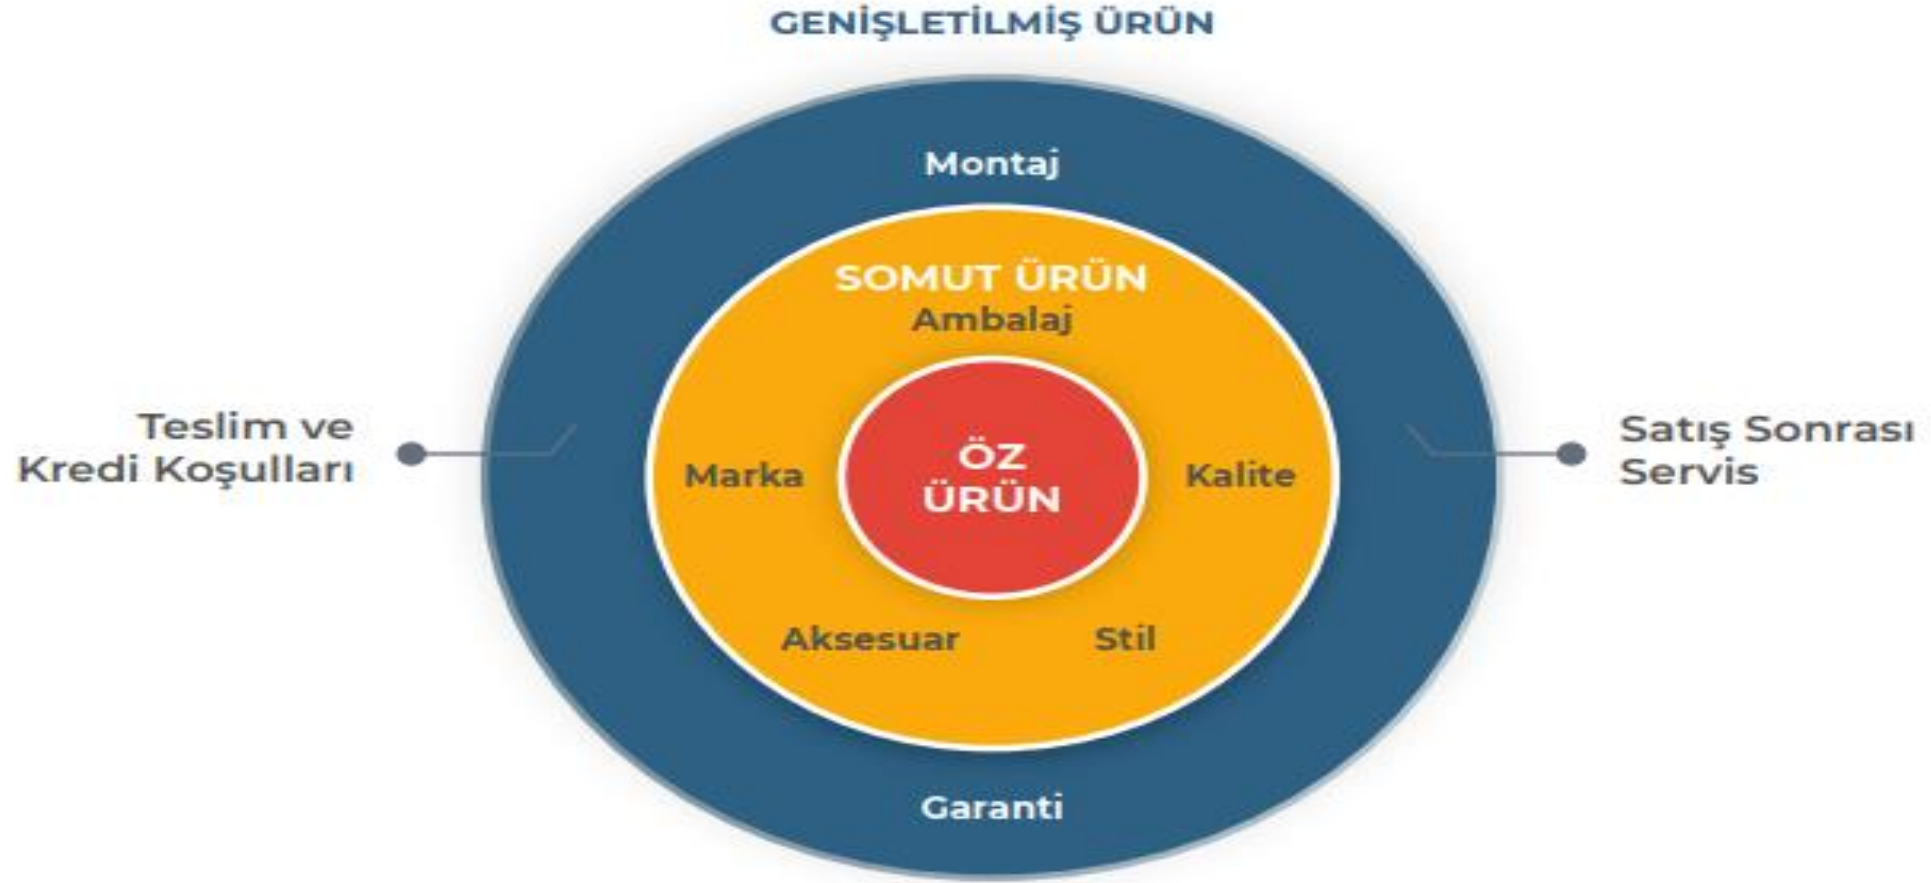 GENİŞLETİLMİŞ ÜRÜN
Montaj
SOMUT ÜRÜN
Ambalaj
Teslim ve
Kredi Koşulları
Marka
ÖZ
ÜRÜN
Kalite
Satış Sonrası
Servis
Aksesuar
Stil
Garanti